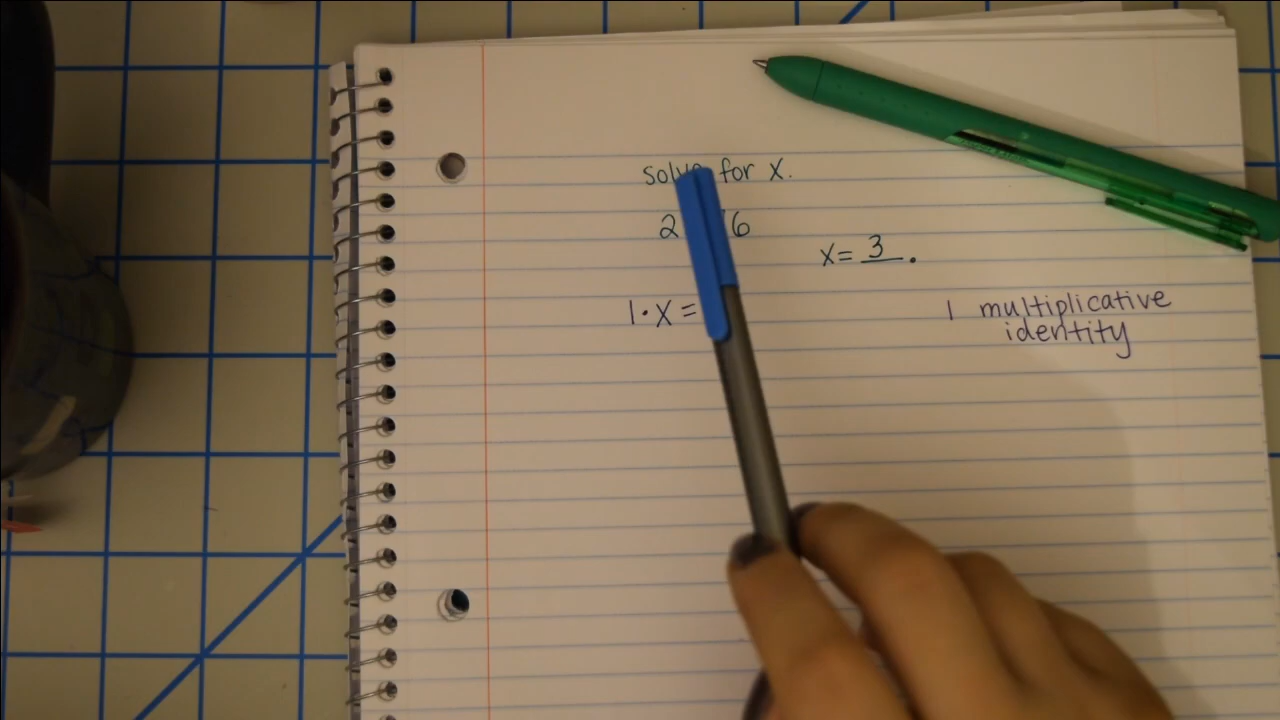 solve for x.
2 6
x= 3.
1·x =
1 multiplicative
identity